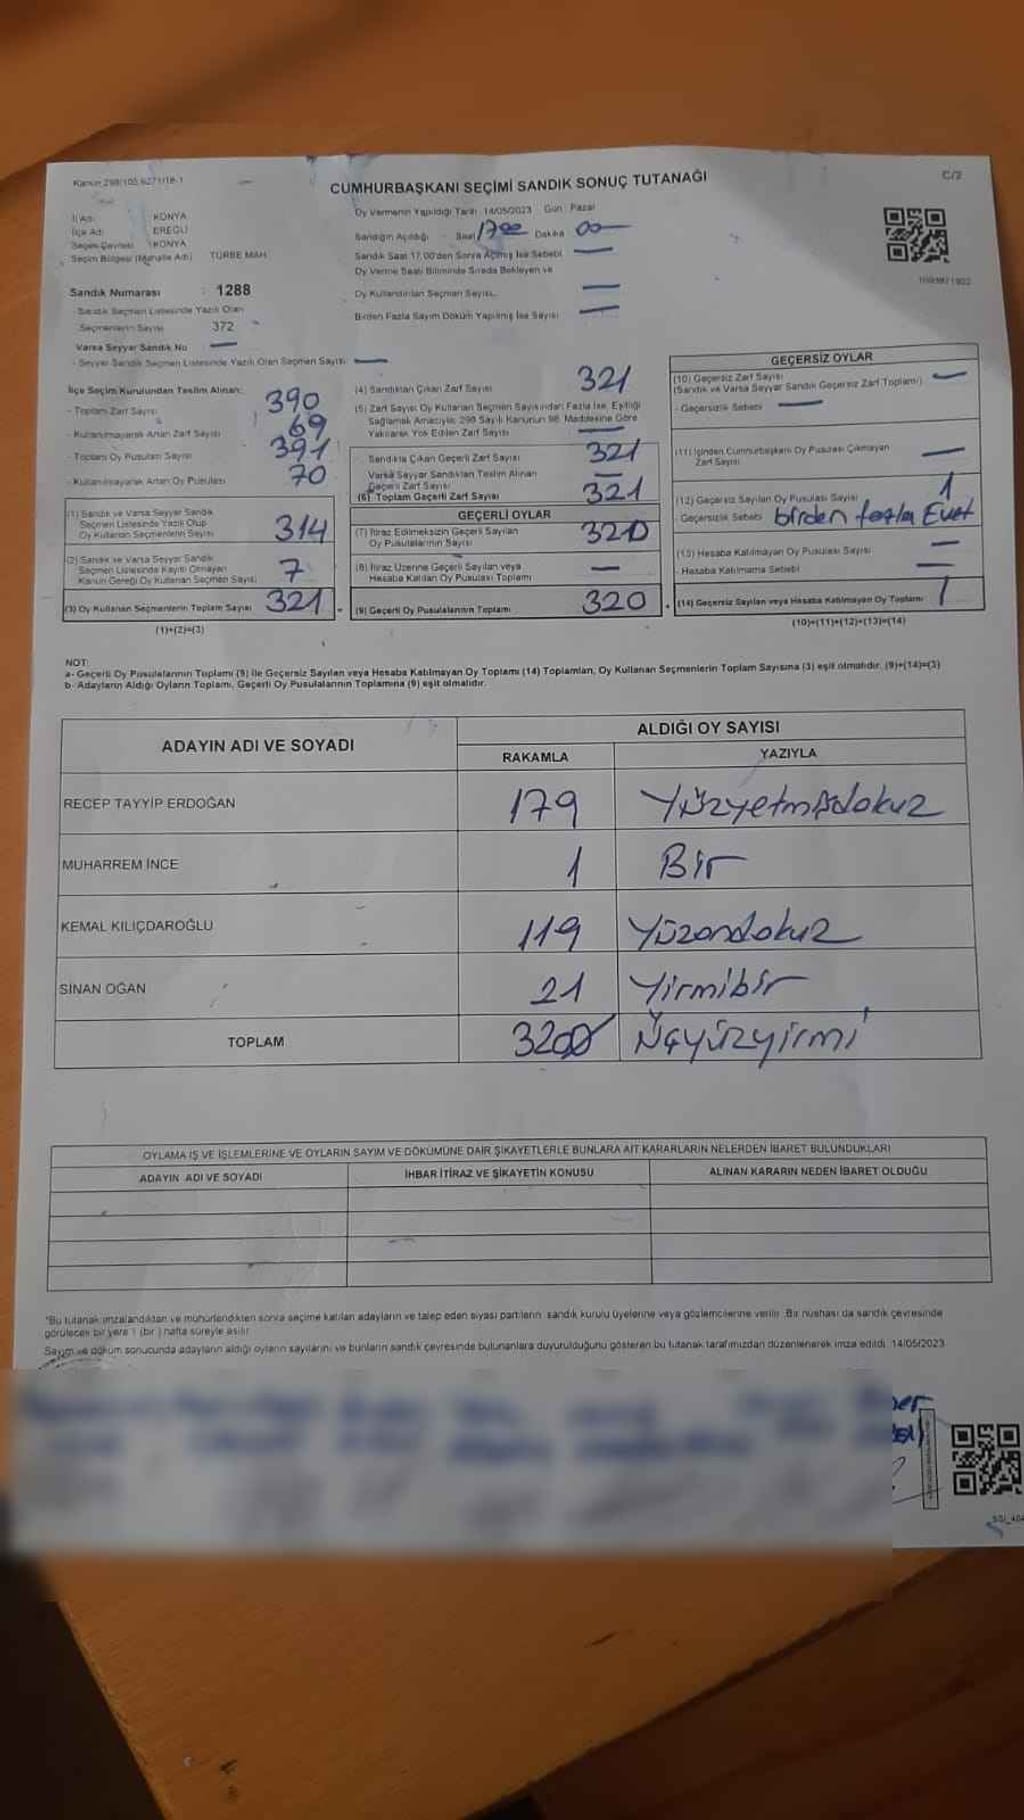 Kanun 298/105 6271/18-1
C/2
CUMHURBAŞKANI SEÇİMİ SANDIK SONUÇ TUTANAĞI
İl Adı : KONYA
İlçe Adı : EREĞLİ
Seçim Çevresi : KONYA
Seçim Bölgesi (Mahalle Adı) : TÜRBE MAH.
Oy Vermenin Yapıldığı Tarih : 14/05/2023 Gün : Pazar
Sandığın Açıldığı Saat 17 00 Dakika 00
Sandık Saat 17.00'den Sonra Açılmış İse Sebebi —
Oy Verme Saati Bitiminde Sırada Bekleyen ve
Oy Kullandırılan Seçmen Sayısı —
Birden Fazla Sayım Döküm Yapılmış İse Sayısı
Sandık Numarası : 1288
- Sandık Seçmen Listesinde Yazılı Olan
Seçmenlerin Sayısı 372
Varsa Seyyar Sandık No —
- Seyyar Sandık Seçmen Listesinde Yazılı Olan Seçmen Sayısı —
İlçe Seçim Kurulundan Teslim Alınan:
- Toplam Zarf Sayısı 390
- Kullanılmayarak Artan Zarf Sayısı 69
- Toplam Oy Pusulası Sayısı 391
- Kullanılmayarak Artan Oy Pusulası 70
(1) Sandık ve Varsa Seyyar Sandık
Seçmen Listesinde Yazılı Olup
Oy Kullanan Seçmenlerin Sayısı 314
(2) Sandık ve Varsa Seyyar Sandık
Seçmen Listesinde Kayıtlı Olmayan
Kanun Gereği Oy Kullanan Seçmen Sayısı 7
(3) Oy Kullanan Seçmenlerin Toplam Sayısı 321
(1)+(2)=(3)
(4) Sandıktan Çıkan Zarf Sayısı 321
(5) Zarf Sayısı Oy Kullanan Seçmen Sayısından Fazla İse, Eşitliği
Sağlamak Amacıyla; 298 Sayılı Kanunun 98. Maddesine Göre
Yakılarak Yok Edilen Zarf Sayısı —
- Sandıkta Çıkan Geçerli Zarf Sayısı 321
Varsa Seyyar Sandıktan Teslim Alınan
Geçerli Zarf Sayısı —
(6) Toplam Geçerli Zarf Sayısı 321
GEÇERLİ OYLAR
(7) İtiraz Edilmeksizin Geçerli Sayılan
Oy Pusulalarının Sayısı 320
(8) İtiraz Üzerine Geçerli Sayılan veya
Hesaba Katılan Oy Pusulası Toplamı —
(9) Geçerli Oy Pusulalarının Toplamı 320
GEÇERSİZ OYLAR
(10) Geçersiz Zarf Sayısı
(Sandık ve Varsa Seyyar Sandık Geçersiz Zarf Toplamı) —
- Geçersizlik Sebebi —
(11) İçinden Cumhurbaşkanı Oy Pusulası Çıkmayan
Zarf Sayısı —
(12) Geçersiz Sayılan Oy Pusulası Sayısı 1
- Geçersizlik Sebebi birden fazla Evet
(13) Hesaba Katılmayan Oy Pusulası Sayısı —
- Hesaba Katılmama Sebebi —
(14) Geçersiz Sayılan veya Hesaba Katılmayan Oy Toplamı 1
(10)+(11)+(12)+(13)=(14)
NOT:
a- Geçerli Oy Pusulalarının Toplamı (9) ile Geçersiz Sayılan veya Hesaba Katılmayan Oy Toplamı (14) Toplamları, Oy Kullanan Seçmenlerin Toplam Sayısına (3) eşit olmalıdır. (9)+(14)=(3)
b- Adayların Aldığı Oyların Toplamı, Geçerli Oy Pusulalarının Toplamına (9) eşit olmalıdır.
ADAYIN ADI VE SOYADI
ALDIĞI OY SAYISI
RAKAMLA YAZIYLA
RECEP TAYYİP ERDOĞAN 179 Yüzyetmişdokuz
MUHARREM İNCE 1 Bir
KEMAL KILIÇDAROĞLU 119 Yüzondokuz
SİNAN OĞAN 21 Yirmibir
TOPLAM 320 Üçyüzyirmi
OYLAMA İŞ VE İŞLEMLERİNE VE OYLARIN SAYIM VE DÖKÜMÜNE DAİR ŞİKAYETLERLE BUNLARA AİT KARARLARIN NELERDEN İBARET BULUNDUKLARI
ADAYIN ADI VE SOYADI İHBAR İTİRAZ VE ŞİKAYETİN KONUSU ALINAN KARARIN NEDEN İBARET OLDUĞU
*Bu tutanak imzalandıktan ve mühürlendikten sonra seçime katılan adayların ve talep eden siyasi partilerin sandık kurulu üyelerine veya gözlemcilerine verilir. Bir nüshası da sandık çevresinde
görülecek bir yere 1 (bir) hafta süreyle asılır.
Sayım ve döküm sonucunda adayların aldığı oyların sayılarını ve bunların sandık çevresinde bulunanlara duyurulduğunu gösteren bu tutanak tarafımızdan düzenlenerek imza edildi. 14/05/2023